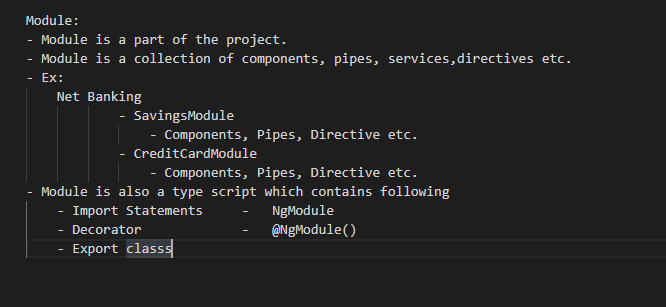 Module:
- Module is a part of the project.
- Module is a collection of components, pipes, services,directives etc.
- Ex:
Net Banking
- SavingsModule
- Components, Pipes, Directive etc.
- CreditCardModule
- Components, Pipes, Directive etc.
- Module is also a type script which contains following
- Import Statements - NgModule
- Decorator - @NgModule()
- Export classs